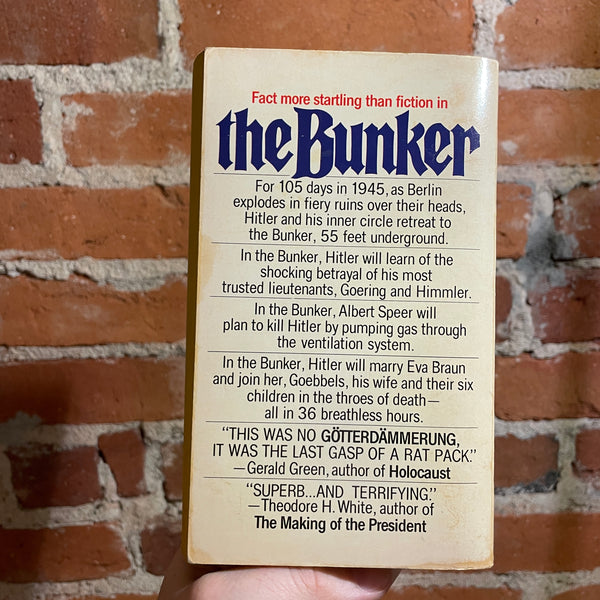 Fact more startling than fiction in
the Bunker
For 105 days in 1945, as Berlin
explodes in fiery ruins over their heads,
Hitler and his inner circle retreat to
the Bunker, 55 feet underground.
In the Bunker, Hitler will learn of the
shocking betrayal of his most
trusted lieutenants, Goering and Himmler.
In the Bunker, Albert Speer will
plan to kill Hitler by pumping gas through
the ventilation system.
In the Bunker, Hitler will marry Eva Braun
and join her, Goebbels, his wife and their six
children in the throes of death—
all in 36 breathless hours.
"THIS WAS NO GÖTTERDÄMMERUNG,
IT WAS THE LAST GASP OF A RAT PACK."
—Gerald Green, author of Holocaust
"SUPERB...AND TERRIFYING."
—Theodore H. White, author of
The Making of the President